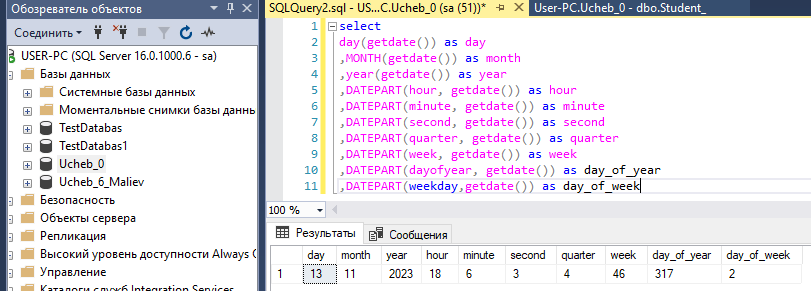 Обозреватель объектов
Соединить
USER-PC (SQL Server 16.0.1000.6 - sa)
Базы данных
Системные базы данных
Моментальные снимки базы данн
TestDatabas
TestDatabas1
Ucheb_0
Ucheb_6_Maliev
Безопасность
Объекты сервера
Репликация
Высокий уровень доступности Always O
Управление
Каталоги служб Integration Services
SQLQuery2.sql - US...C.Ucheb_0 (sa (51))*
User-PC.Ucheb_0 - dbo.Student_
1 select
2 day(getdate()) as day
3 ,MONTH(getdate()) as month
4 ,year(getdate()) as year
5 ,DATEPART(hour, getdate()) as hour
6 ,DATEPART(minute, getdate()) as minute
7 ,DATEPART(second, getdate()) as second
8 ,DATEPART(quarter, getdate()) as quarter
9 ,DATEPART(week, getdate()) as week
10 ,DATEPART(dayofyear, getdate()) as day_of_year
11 ,DATEPART(weekday,getdate()) as day_of_week
100 %
Результаты Сообщения
day month year hour minute second quarter week day_of_year day_of_week
1 13 11 2023 18 6 3 4 46 317 2